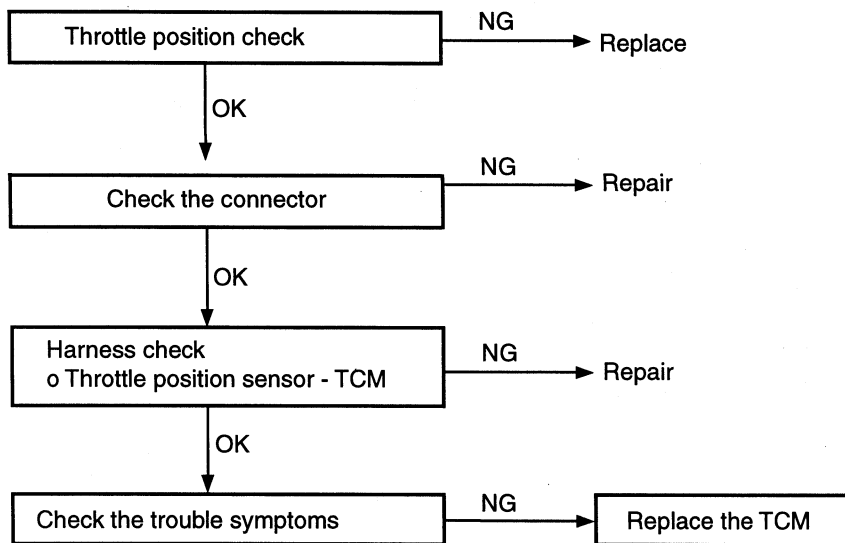 Throttle position check
NG
Replace
OK
Check the connector
NG
Repair
OK
Harness check
o Throttle position sensor - TCM
NG
Repair
OK
Check the trouble symptoms
NG
Replace the TCM